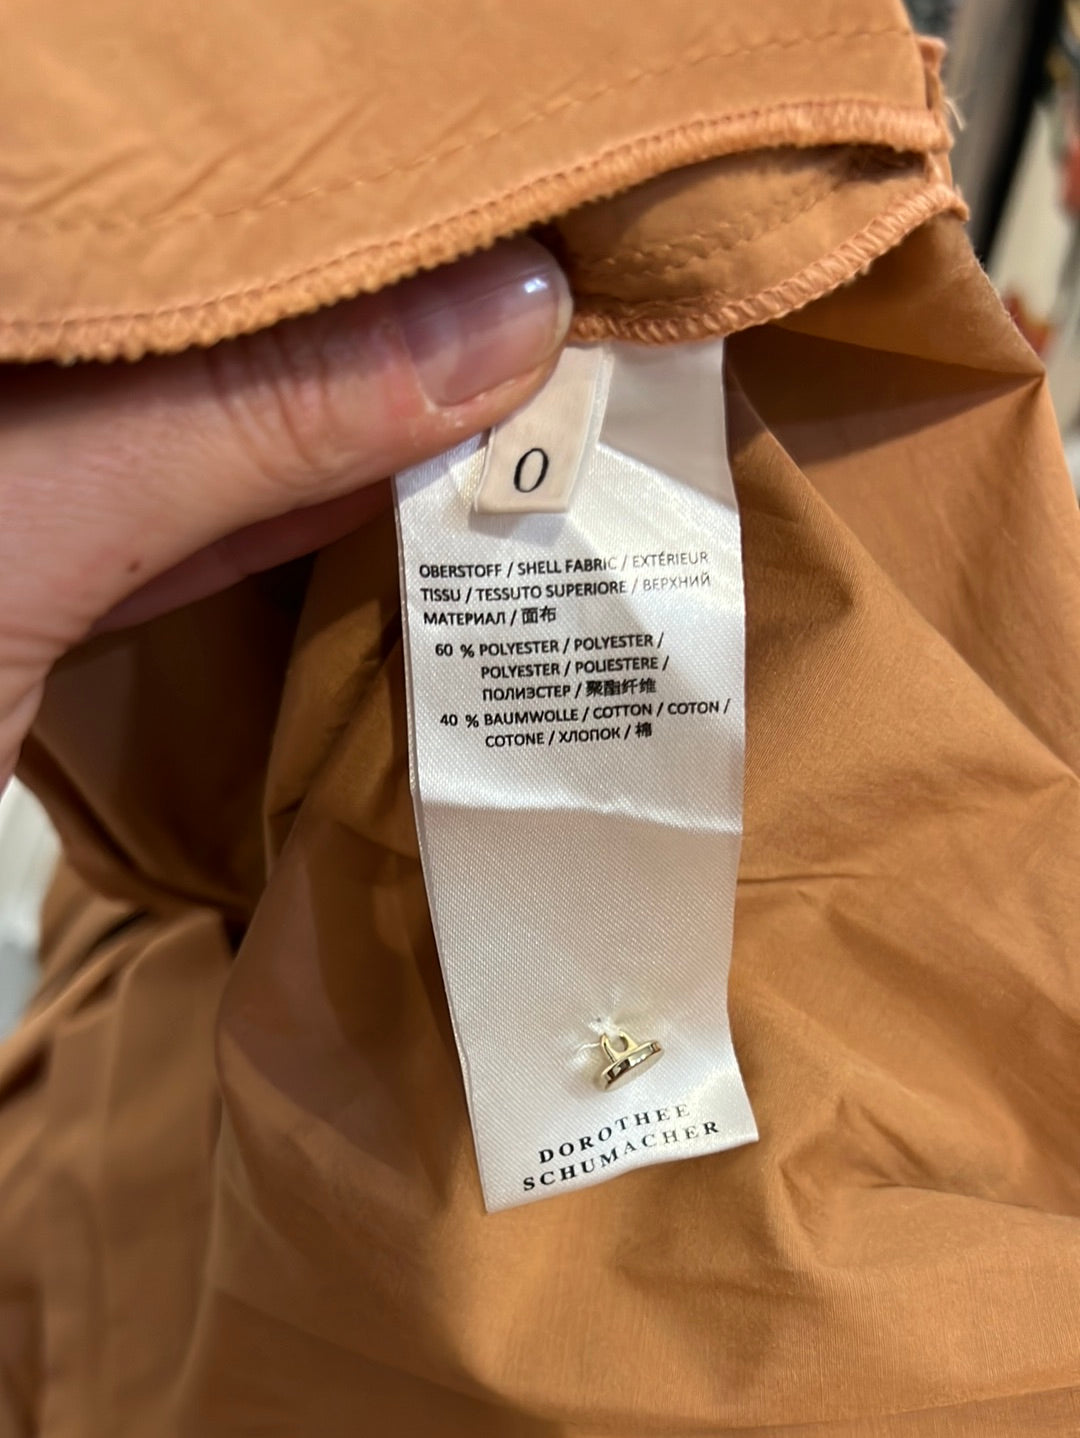 0
OBERSTOFF / SHELL FABRIC / EXTÉRIEUR
TISSU / TESSUTO SUPERIORE / ВЕРХНИЙ
МАТЕРИАЛ / 面布
60 % POLYESTER / POLYESTER /
POLYESTER / POLIESTERE /
ПОЛИЭСТЕР / 聚酯纤维
40 % BAUMWOLLE / COTTON / COTON /
COTONE / ХЛОПОК / 棉
DOROTHEE
SCHUMACHER